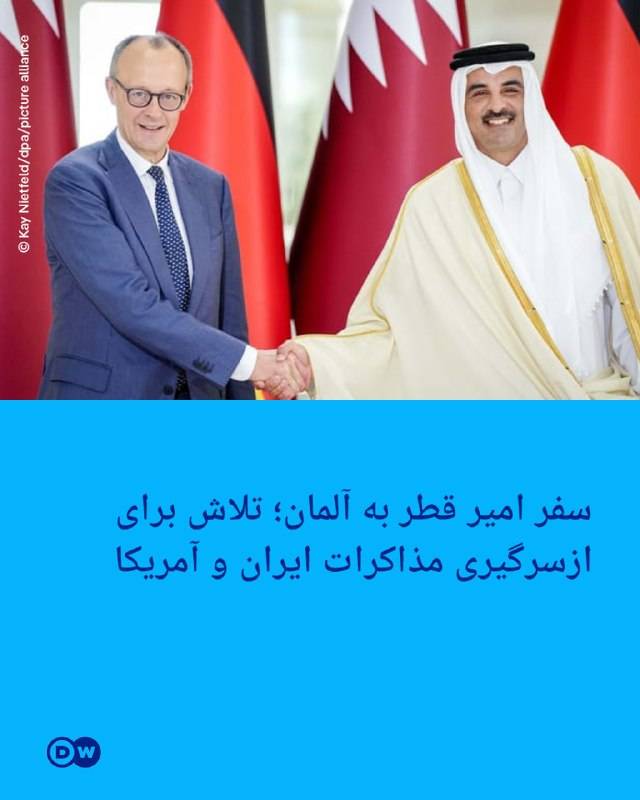 © Kay Nietfeld/dpa/picture alliance
سفر امیر قطر به آلمان؛ تلاش برای
ازسرگیری مذاکرات ایران و آمریکا
DW